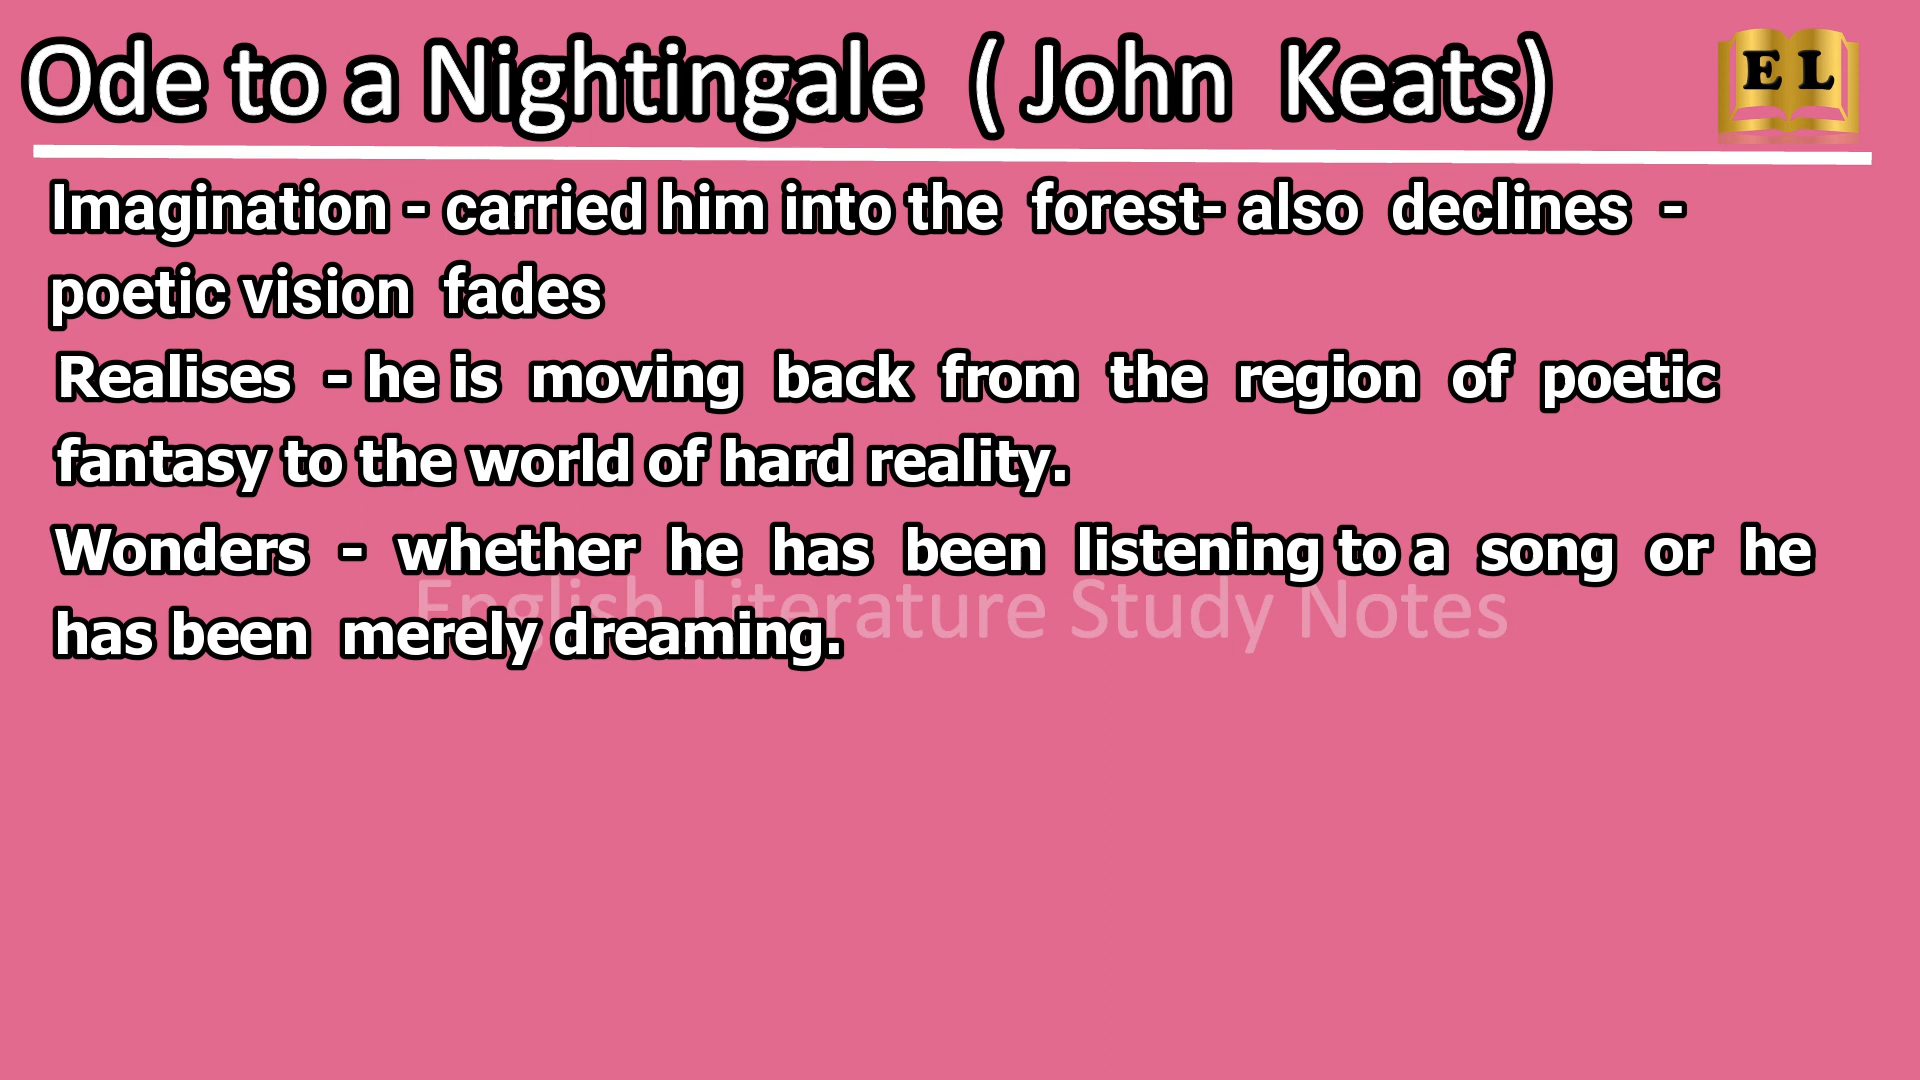 Ode to a Nightingale ( John Keats)
E L
Imagination - carried him into the forest- also declines -
poetic vision fades
Realises - he is moving back from the region of poetic
fantasy to the world of hard reality.
Wonders - whether he has been listening to a song or he
English Literature Study Notes
has been merely dreaming.